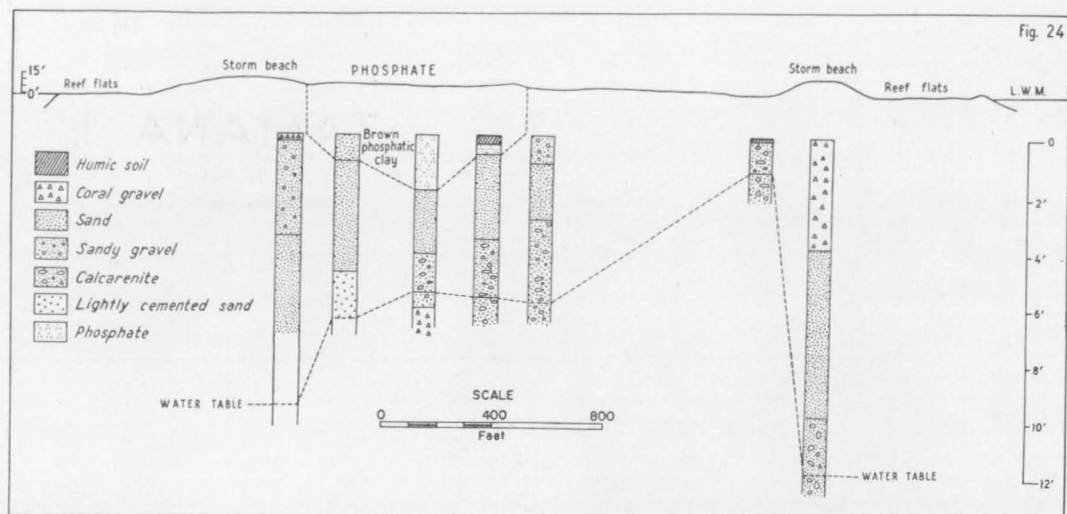 Fig. 24
Storm beach
PHOSPHATE
Storm beach
15'
0'
Reef flats
Reef flats
L.W.M.
Brown
phosphatic
clay
Humic soil
Coral gravel
Sand
Sandy gravel
Calcarenite
Lightly cemented sand
Phosphate
0
2'
4'
6'
8'
10'
12'
WATER TABLE
SCALE
0 400 800
Feet
WATER TABLE